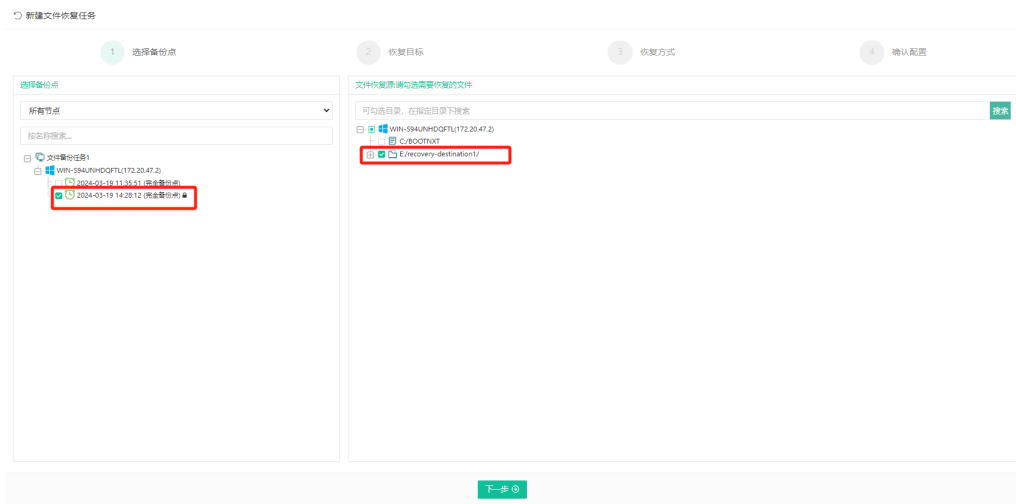 新建文件恢复任务
1 选择备份点
2 恢复目标
3 恢复方式
4 确认配置
选择备份点
所有节点
按名称搜索...
文件备份任务1
WIN-S94UNHDQFTL(172.20.47.2)
2024-03-19 11:35:51 (完全备份点)
2024-03-19 14:28:12 (完全备份点)
文件恢复源:请勾选需要恢复的文件
可勾选目录，在指定目录下搜索
搜索
WIN-S94UNHDQFTL(172.20.47.2)
C:/BOOTNXT
E:/recovery-destination1/
下一步